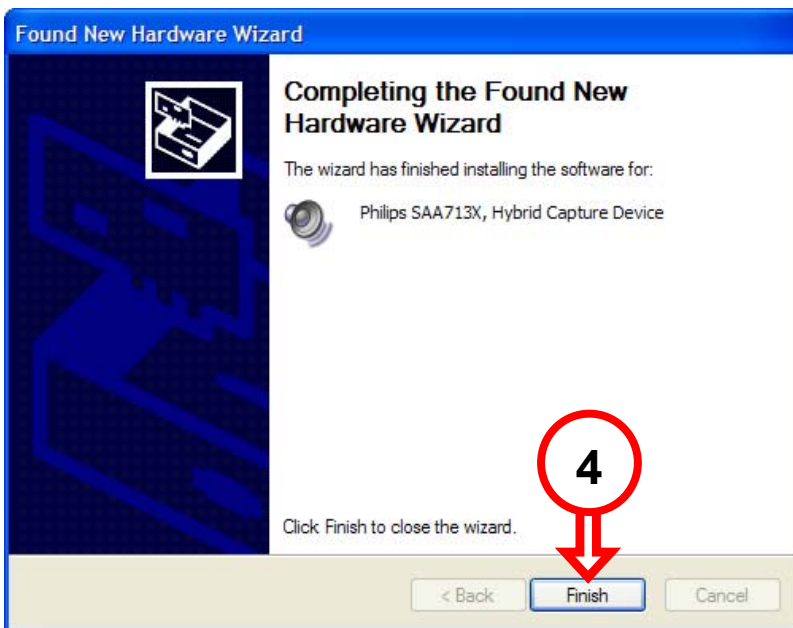 Found New Hardware Wizard
Completing the Found New
Hardware Wizard
The wizard has finished installing the software for:
Philips SAA713X, Hybrid Capture Device
4
Click Finish to close the wizard.
< Back Finish Cancel